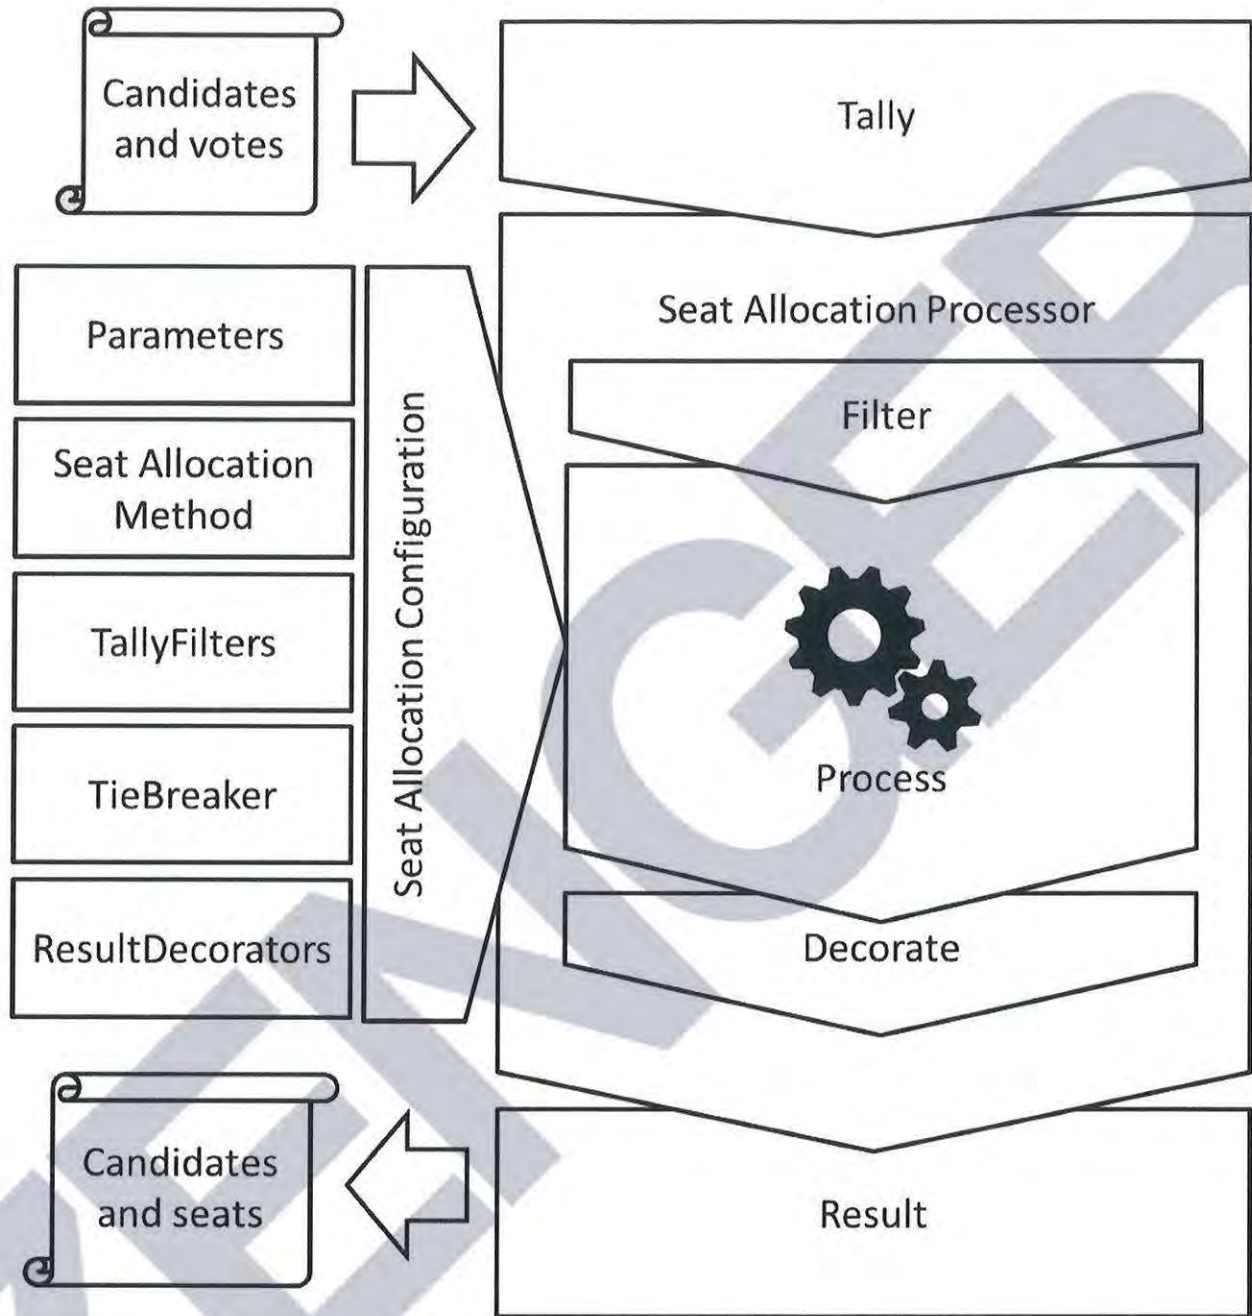 Candidates
and votes
Tally
Parameters
Seat Allocation
Method
TallyFilters
TieBreaker
ResultDecorators
Seat Allocation Configuration
Seat Allocation Processor
Filter
Process
Decorate
Result
Candidates
and seats